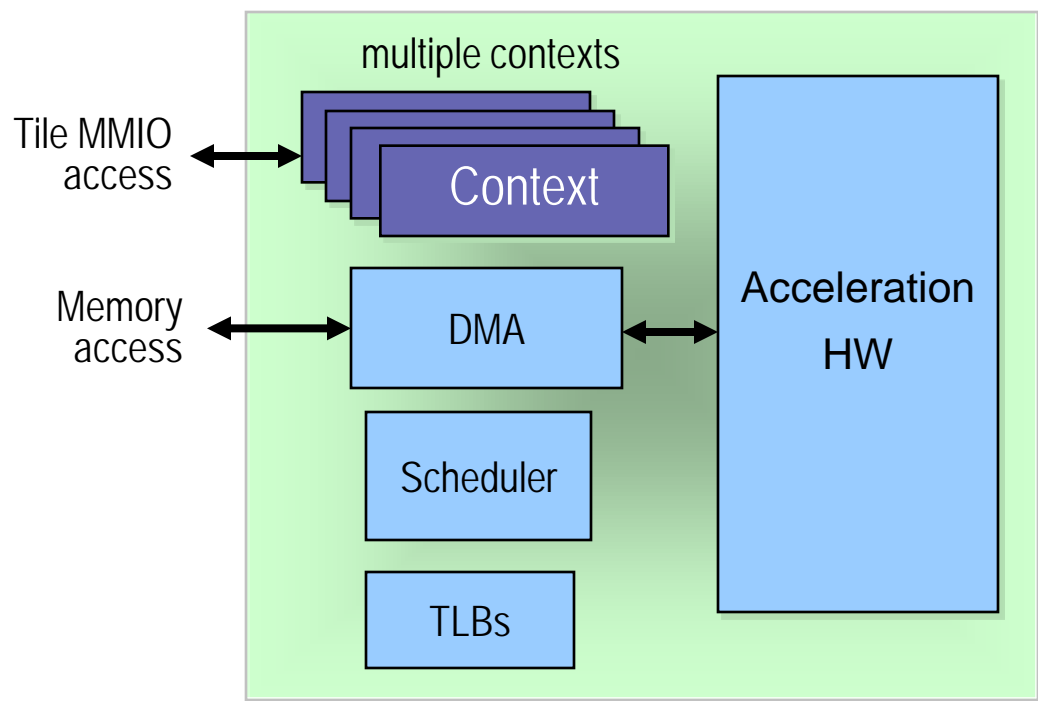 multiple contexts
Tile MMIO
access
Context
Memory
access
DMA
Acceleration
HW
Scheduler
TLBs